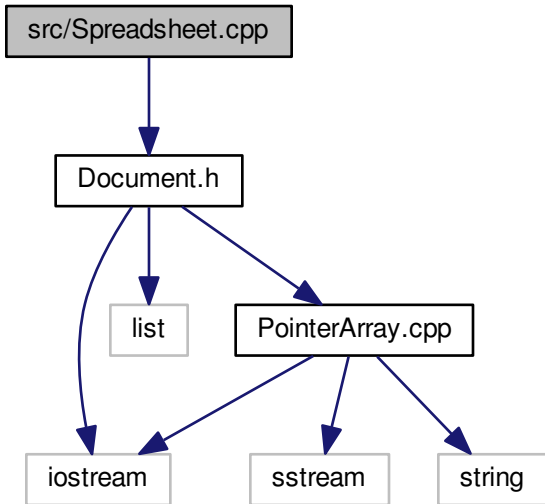 src/Spreadsheet.cpp
Document.h
list
PointerArray.cpp
iostream
sstream
string